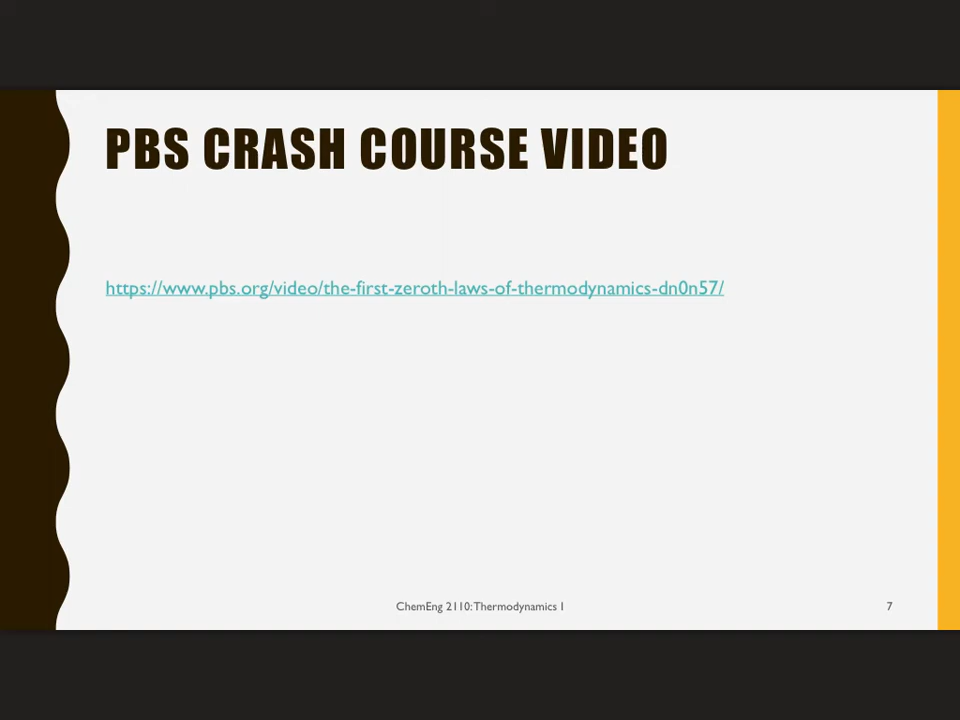 PBS CRASH COURSE VIDEO
https://www.pbs.org/video/the-first-zeroth-laws-of-thermodynamics-dn0n57/
ChemEng 2110: Thermodynamics I
7